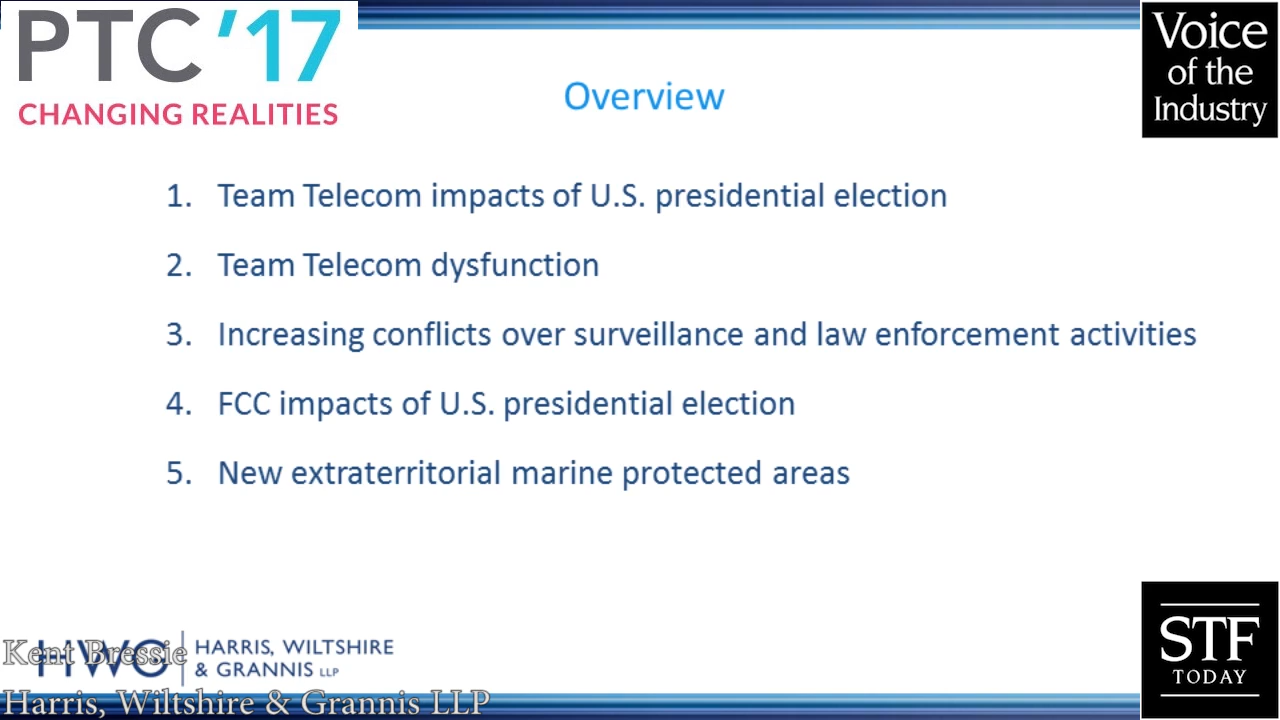 PTC '17
CHANGING REALITIES
Voice
of the
Industry
Overview
1. Team Telecom impacts of U.S. presidential election
2. Team Telecom dysfunction
3. Increasing conflicts over surveillance and law enforcement activities
4. FCC impacts of U.S. presidential election
5. New extraterritorial marine protected areas
Kent Bressie
HWG
HARRIS, WILTSHIRE
& GRANNIS LLP
Harris, Wiltshire & Grannis LLP
STF
TODAY